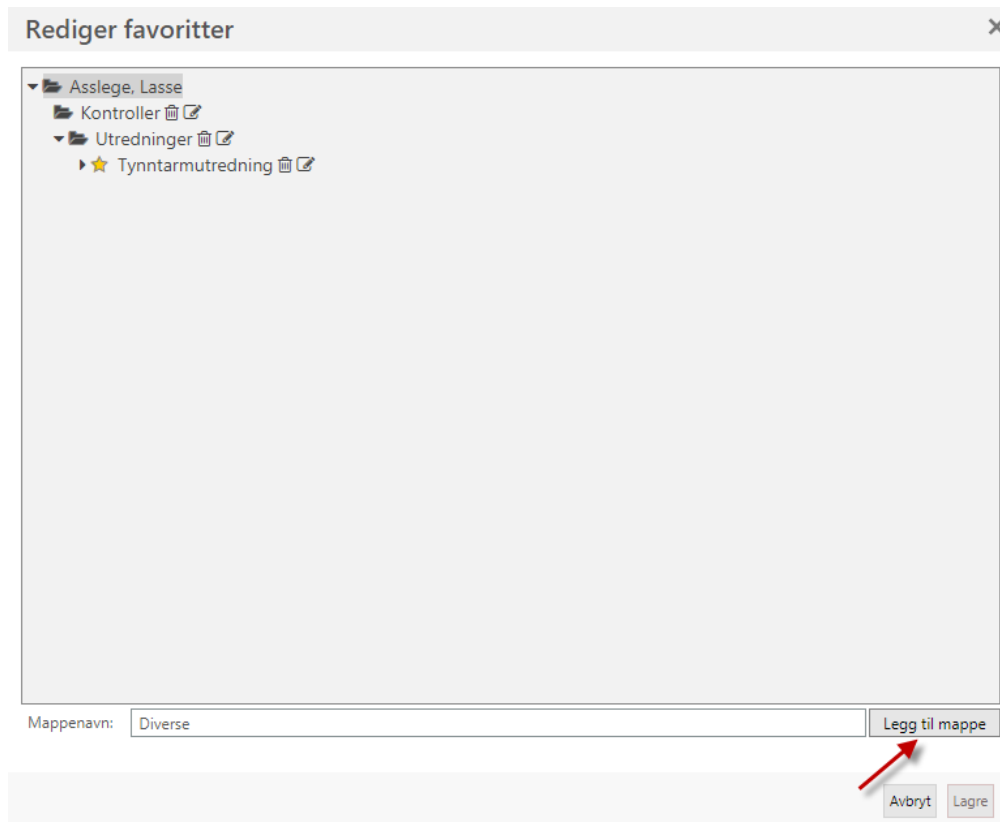 Rediger favoritter
Asslege, Lasse
Kontroller
Utredninger
Tynntarmutredning
Mappenavn: Diverse Legg til mappe
Avbryt Lagre